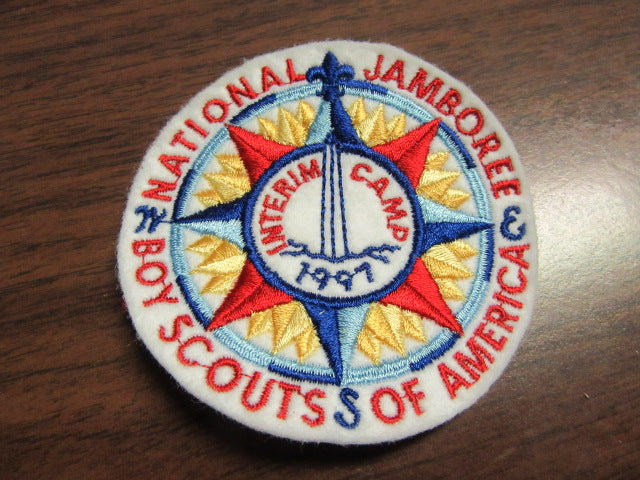 NATIONAL JAMBOREE
W E
INTERIM CAMP
1997
BOY SCOUTS S OF AMERICA